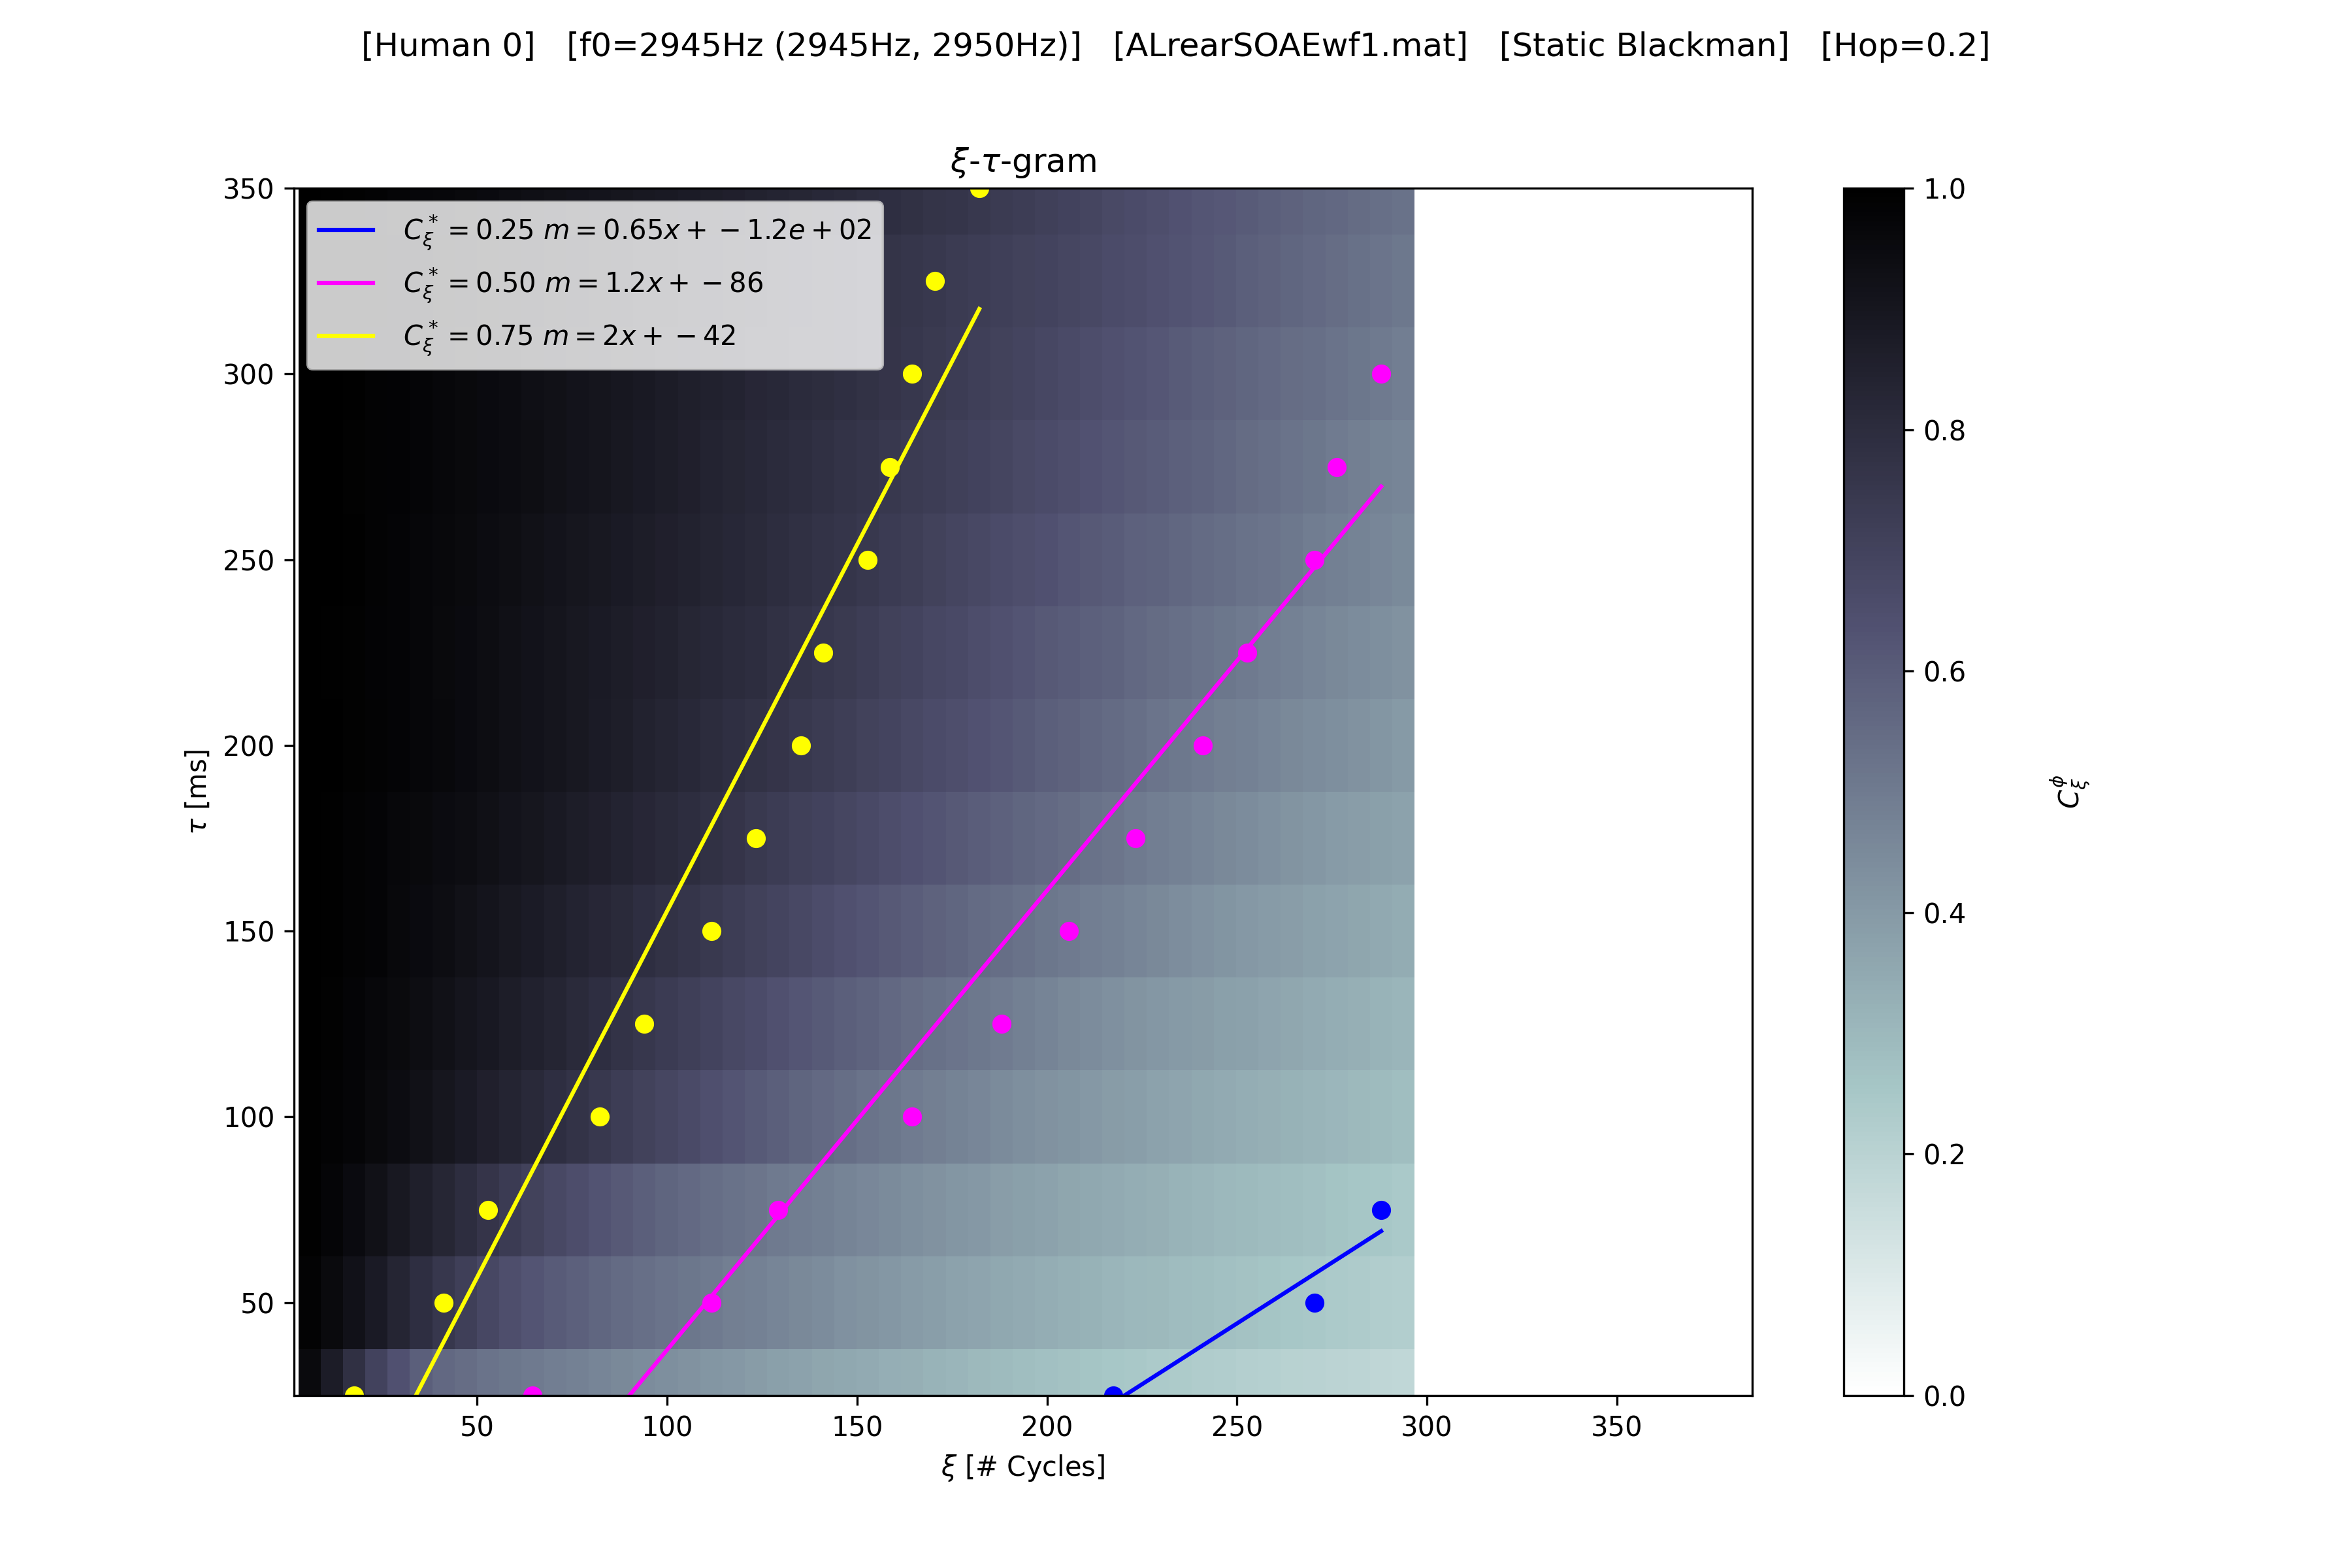 [Human 0]   [f0=2945Hz (2945Hz, 2950Hz)]   [ALrearSOAEwf1.mat]   [Static Blackman]   [Hop=0.2]
ξ-τ-gram
C*ξ = 0.25 m = 0.65x + −1.2e + 02
C*ξ = 0.50 m = 1.2x + −86
C*ξ = 0.75 m = 2x + −42
τ [ms]
350
300
250
200
150
100
50
50 100 150 200 250 300 350
ξ [# Cycles]
1.0
0.8
0.6
0.4
0.2
0.0
Cϕξ